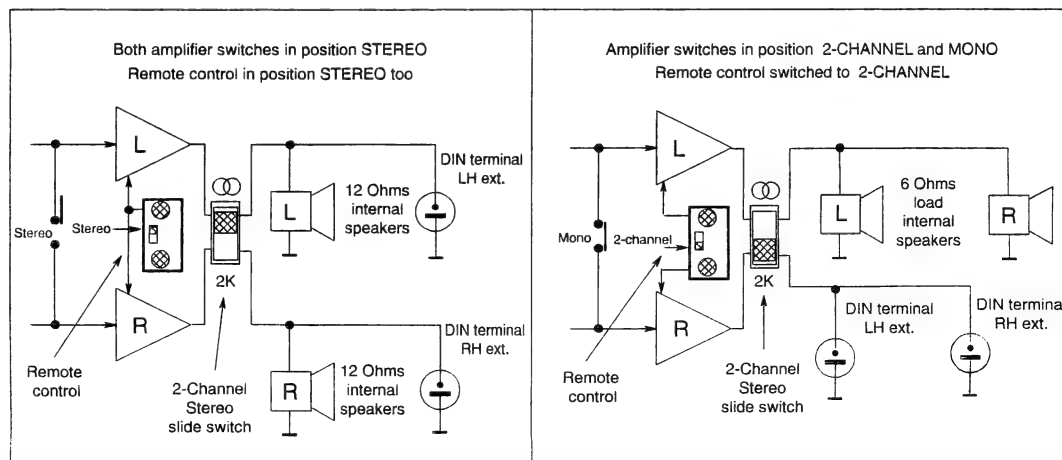 Both amplifier switches in position STEREO
Remote control in position STEREO too
L
DIN terminal
LH ext.
L
12 Ohms
internal
speakers
Stereo
Stereo
2K
R
DIN terminal
RH ext.
Remote
control
2-Channel
Stereo
slide switch
R
12 Ohms
internal
speakers
Amplifier switches in position 2-CHANNEL and MONO
Remote control switched to 2-CHANNEL
L
L
6 Ohms
load
internal
speakers
R
Mono
2-channel
2K
R
DIN terminal
LH ext.
DIN terminal
RH ext.
Remote
control
2-Channel
Stereo
slide switch